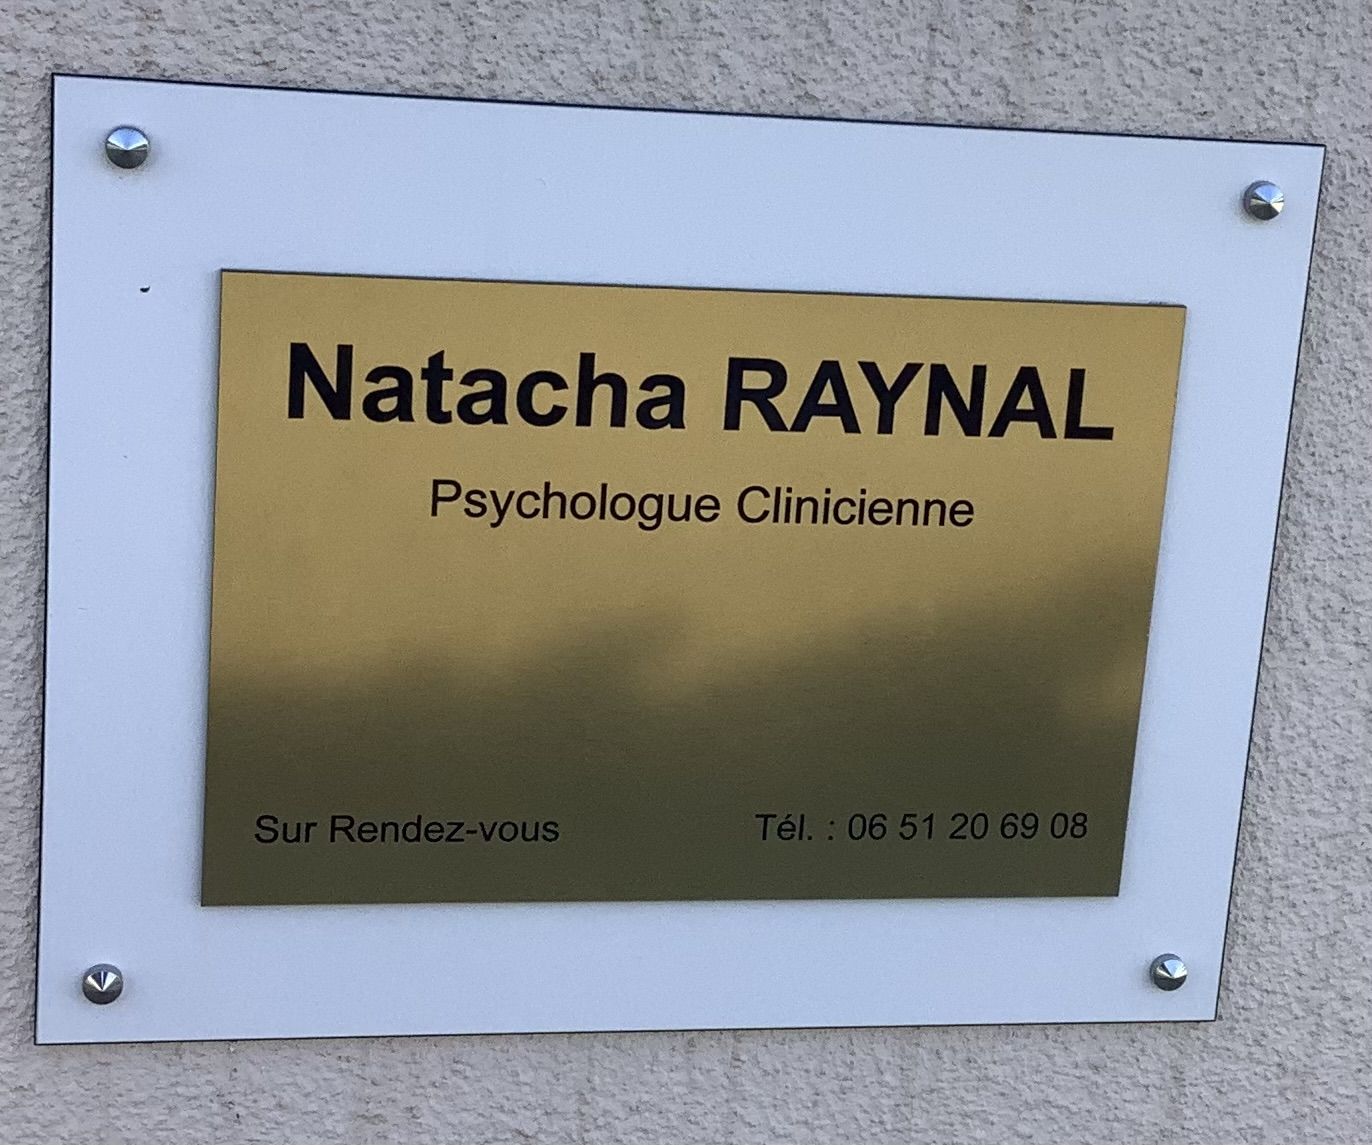 Natacha RAYNAL
Psychologue Clinicienne
Sur Rendez-vous Tél. : 06 51 20 69 08